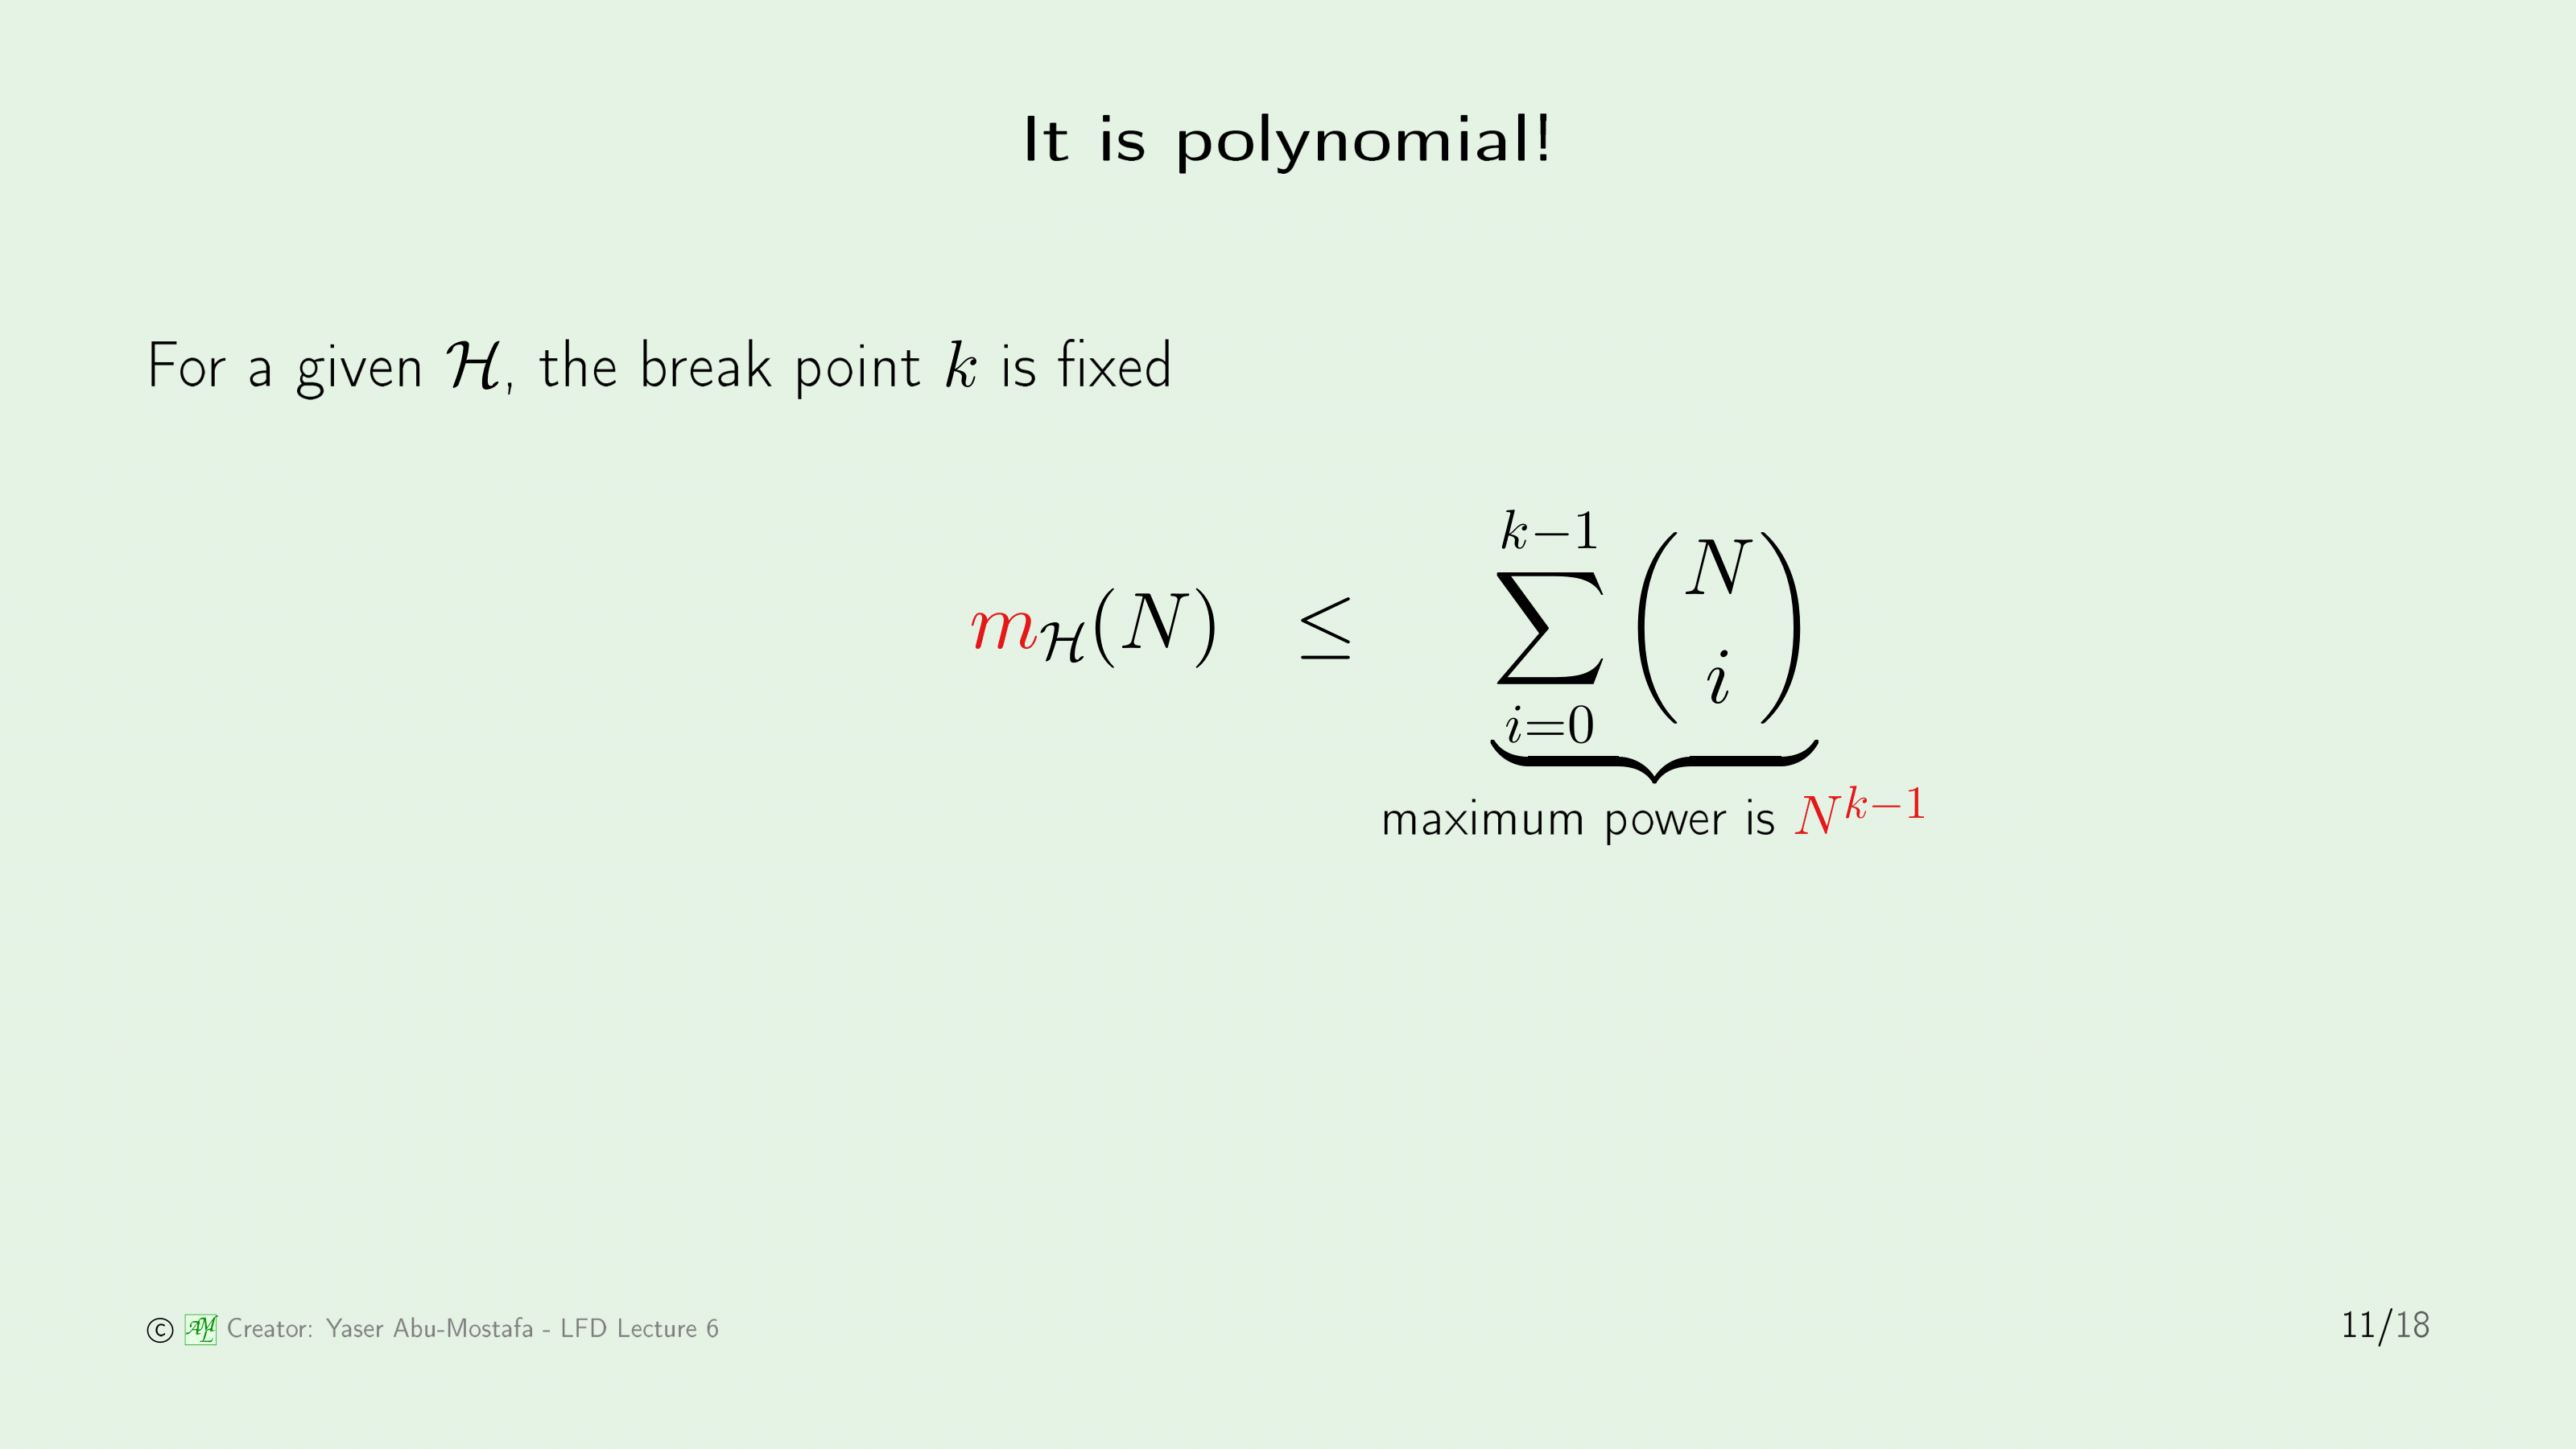 It is polynomial!
For a given $\mathcal{H}$, the break point $k$ is fixed
$m_{\mathcal{H}}(N) \leq \underbrace{\sum_{i=0}^{k-1} \binom{N}{i}}$
maximum power is $N^{k-1}$
© AML Creator: Yaser Abu-Mostafa - LFD Lecture 6
11/18